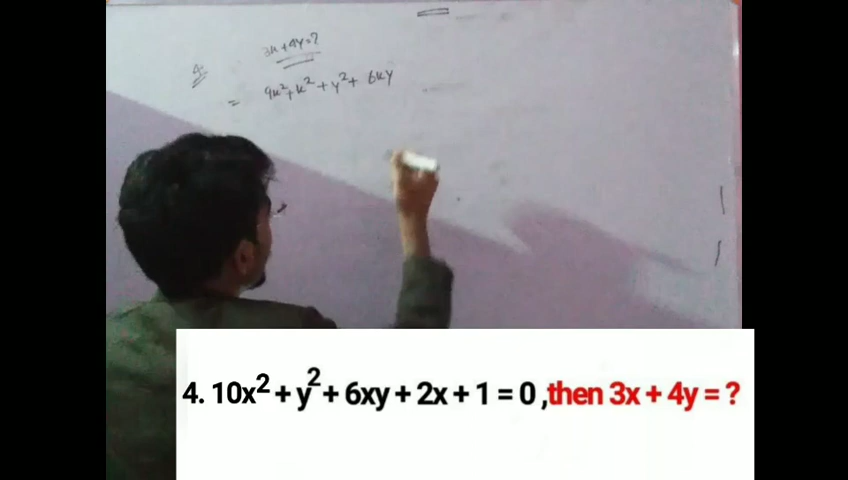 3x+4y=?
4.
= 9x²+x²+y²+ 6xy
4. 10x² + y² + 6xy + 2x + 1 = 0 ,then 3x + 4y = ?